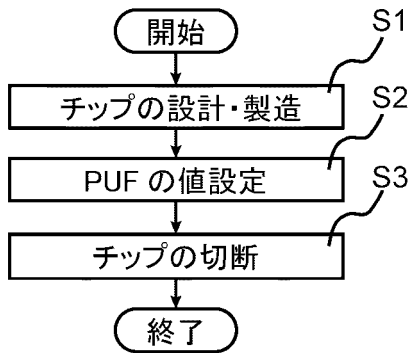 開始
S1
チップの設計・製造
S2
PUF の値設定
S3
チップの切断
終了